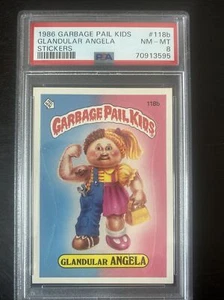 1986 GARBAGE PAIL KIDS #118b
GLANDULAR ANGELA NM - MT
STICKERS 8
PSA 70913595
118b
GARBAGE PAIL KIDS
GLANDULAR ANGELA